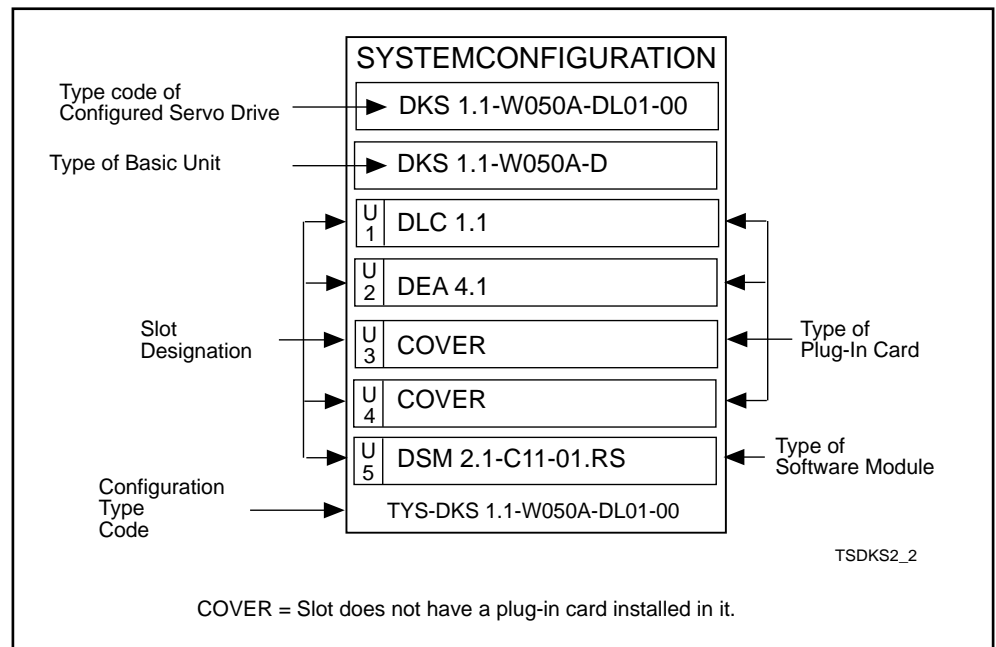 SYSTEMCONFIGURATION
Type code of
Configured Servo Drive
DKS 1.1-W050A-DL01-00
Type of Basic Unit
DKS 1.1-W050A-D
U
1
DLC 1.1
U
2
DEA 4.1
Slot
Designation
U
3
COVER
Type of
Plug-In Card
U
4
COVER
U
5
DSM 2.1-C11-01.RS
Type of
Software Module
Configuration
Type
Code
TYS-DKS 1.1-W050A-DL01-00
TSDKS2_2
COVER = Slot does not have a plug-in card installed in it.